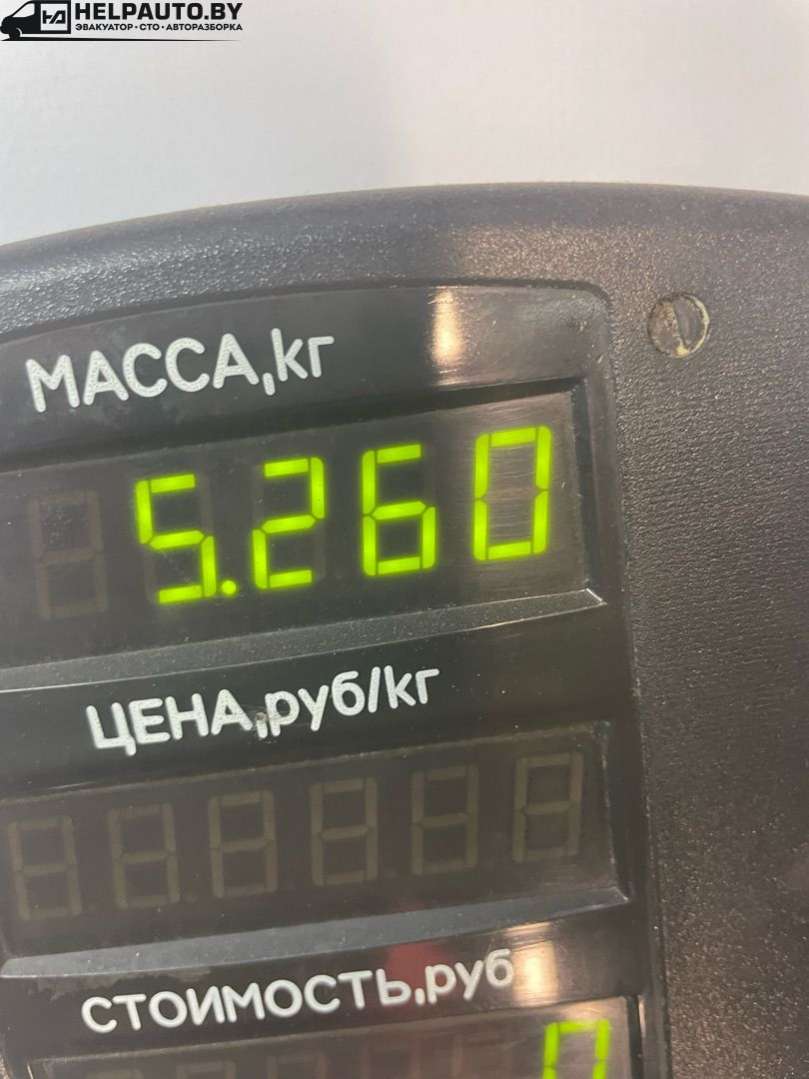 HELPAUTO.BY
ЭВАКУАТОР • СТО • АВТОРАЗБОРКА
МАССА,кг
5.260
ЦЕНА,руб/кг
СТОИМОСТЬ,руб
0